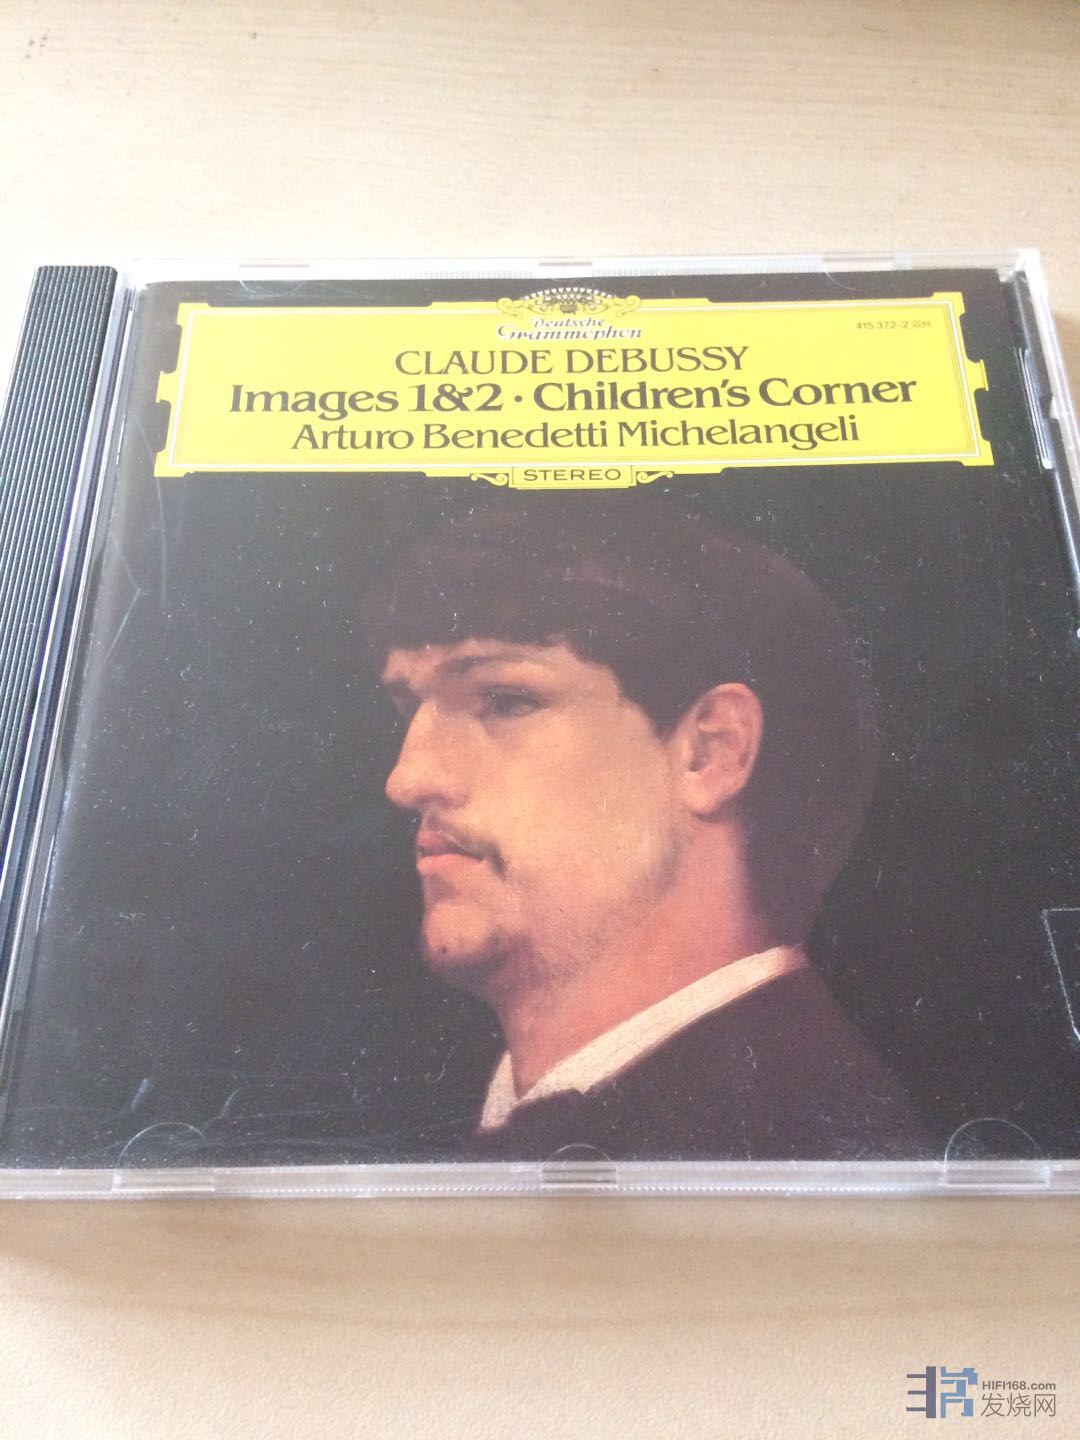 Deutsche
Grammophon
415 372-2 GH
CLAUDE DEBUSSY
Images 1&2 · Children's Corner
Arturo Benedetti Michelangeli
STEREO
HIFI168.com
发烧网